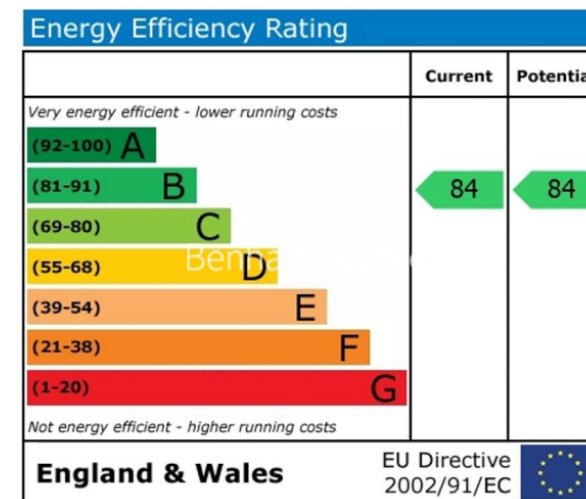 Energy Efficiency Rating
Current Potentia
Very energy efficient - lower running costs
(92-100) A
(81-91) B 84 84
(69-80) C
(55-68) D
(39-54) E
(21-38) F
(1-20) G
Not energy efficient - higher running costs
England & Wales
EU Directive
2002/91/EC